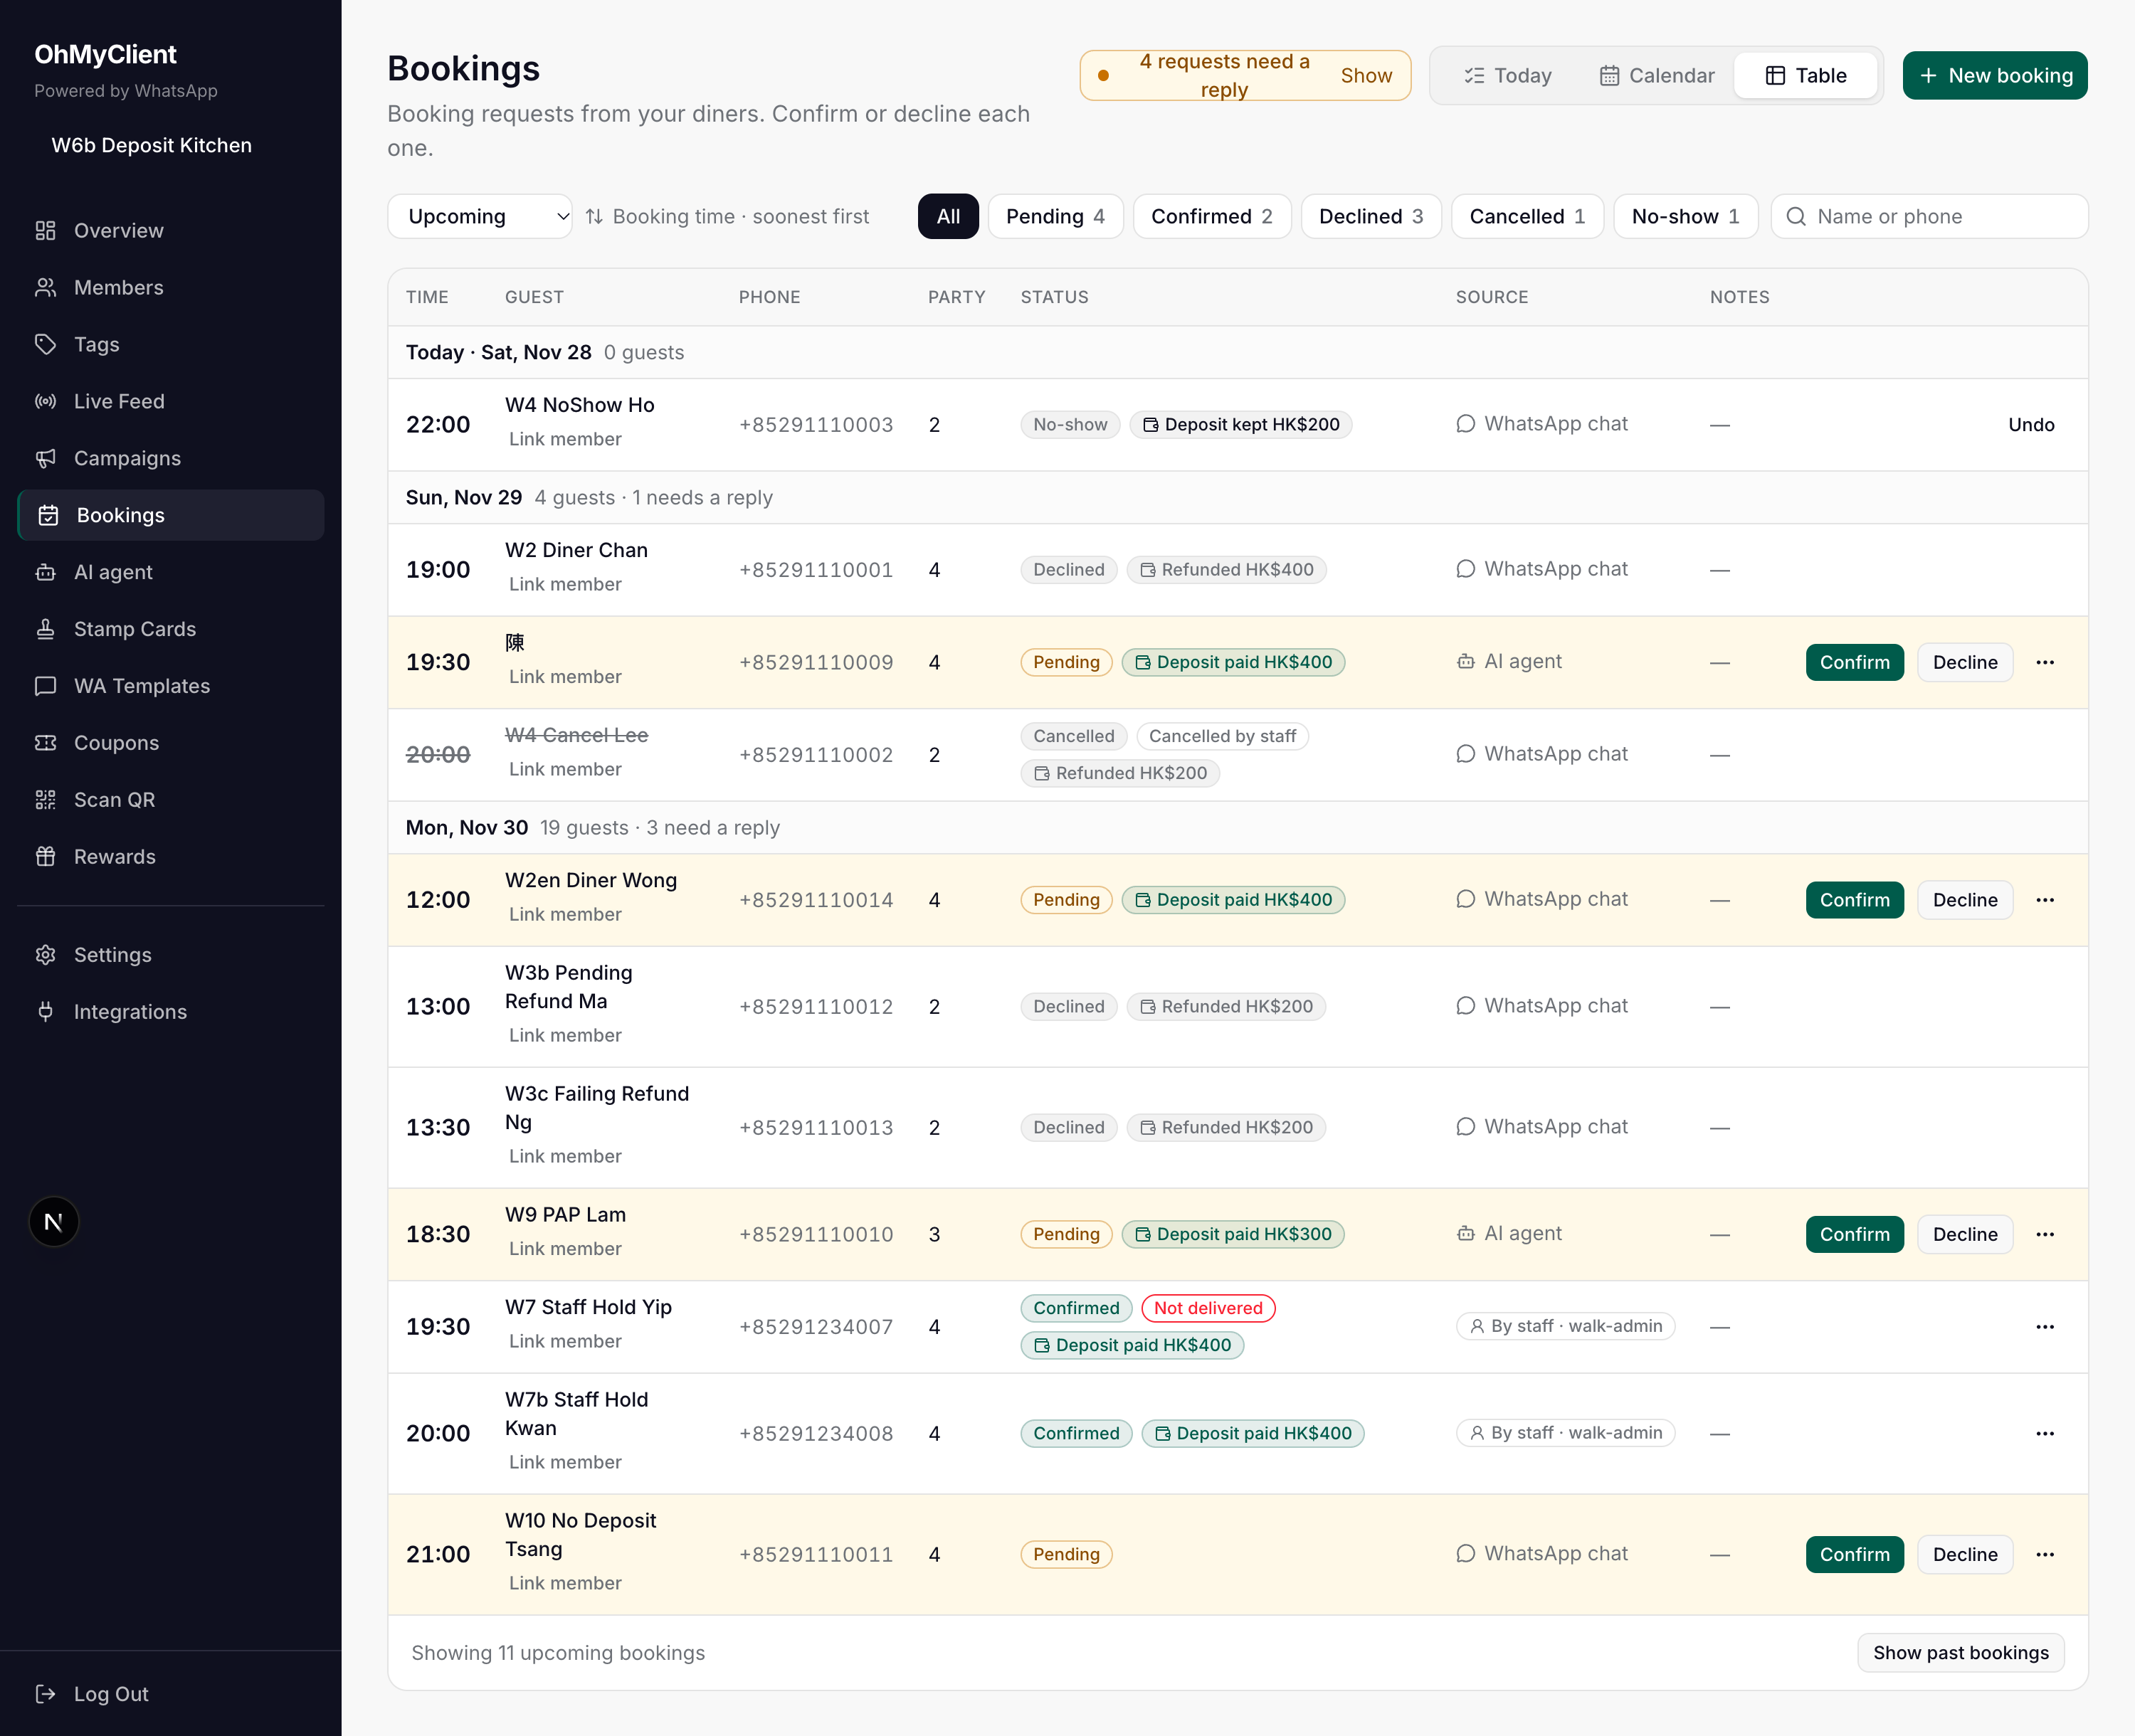 OhMyClient
Powered by WhatsApp
W6b Deposit Kitchen
Overview
Members
Tags
Live Feed
Campaigns
Bookings
AI agent
Stamp Cards
WA Templates
Coupons
Scan QR
Rewards
Settings
Integrations
N
Log Out
Bookings
Booking requests from your diners. Confirm or decline each
one.
4 requests need a
reply
Show
Today
Calendar
Table
+ New booking
Upcoming
Booking time · soonest first
All
Pending 4
Confirmed 2
Declined 3
Cancelled 1
No-show 1
Name or phone
TIME GUEST PHONE PARTY STATUS SOURCE NOTES
Today · Sat, Nov 28 0 guests
22:00 W4 NoShow Ho +85291110003 2 No-show Deposit kept HK$200 WhatsApp chat — Undo
Link member
Sun, Nov 29 4 guests · 1 needs a reply
19:00 W2 Diner Chan +85291110001 4 Declined Refunded HK$400 WhatsApp chat —
Link member
19:30 陳 +85291110009 4 Pending Deposit paid HK$400 AI agent — Confirm Decline ...
Link member
20:00 W4 Cancel Lee +85291110002 2 Cancelled Cancelled by staff WhatsApp chat —
Link member Refunded HK$200
Mon, Nov 30 19 guests · 3 need a reply
12:00 W2en Diner Wong +85291110014 4 Pending Deposit paid HK$400 WhatsApp chat — Confirm Decline ...
Link member
13:00 W3b Pending +85291110012 2 Declined Refunded HK$200 WhatsApp chat —
Refund Ma
Link member
13:30 W3c Failing Refund +85291110013 2 Declined Refunded HK$200 WhatsApp chat —
Ng
Link member
18:30 W9 PAP Lam +85291110010 3 Pending Deposit paid HK$300 AI agent — Confirm Decline ...
Link member
19:30 W7 Staff Hold Yip +85291234007 4 Confirmed Not delivered By staff · walk-admin — ...
Link member Deposit paid HK$400
20:00 W7b Staff Hold +85291234008 4 Confirmed Deposit paid HK$400 By staff · walk-admin — ...
Kwan
Link member
21:00 W10 No Deposit +85291110011 4 Pending WhatsApp chat — Confirm Decline ...
Tsang
Link member
Showing 11 upcoming bookings
Show past bookings